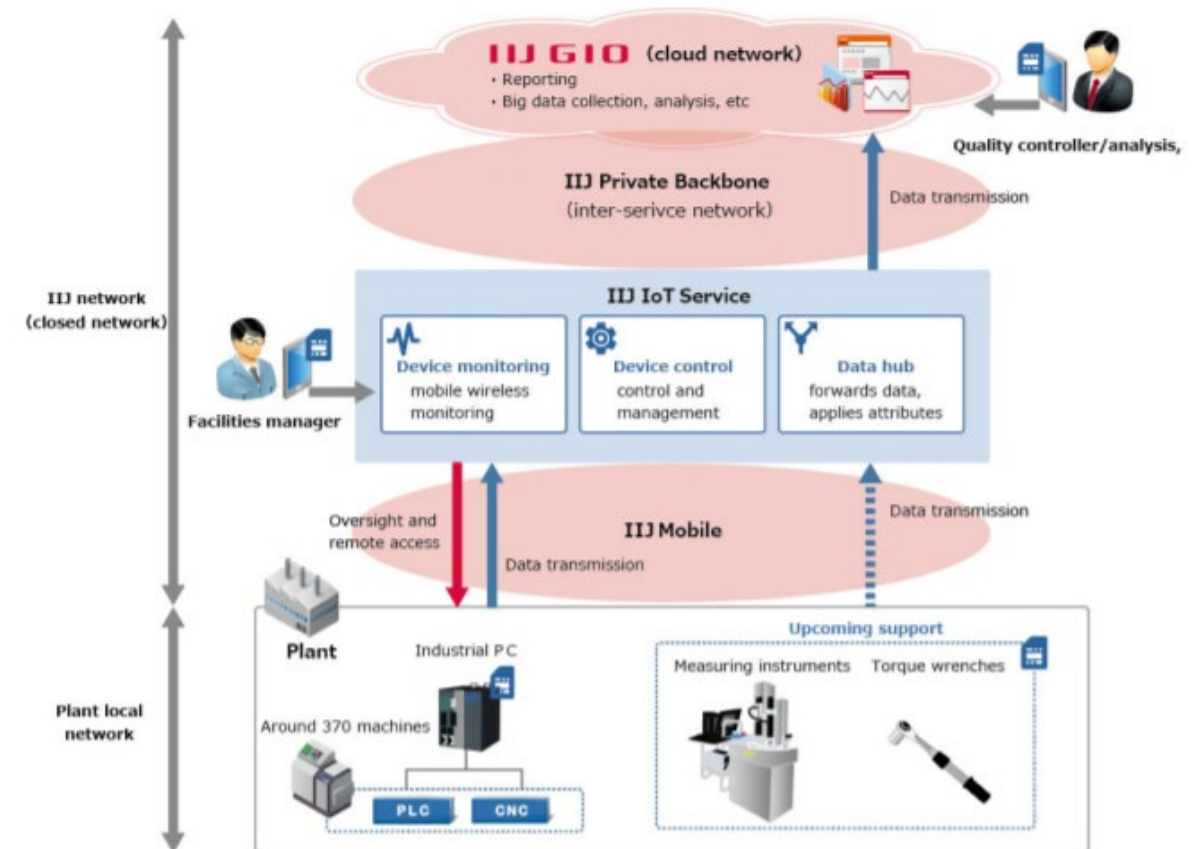 IIJ GIO (cloud network)
・Reporting
・Big data collection, analysis, etc
Quality controller/analysis,
IIJ Private Backbone
(inter-serivce network)
Data transmission
IIJ network
(closed network)
IIJ IoT Service
Device monitoring
mobile wireless
monitoring
Device control
control and
management
Data hub
forwards data,
applies attributes
Facilities manager
Oversight and
remote access
IIJ Mobile
Data transmission
Data transmission
Plant
Industrial PC
Upcoming support
Measuring instruments
Torque wrenches
Plant local
network
Around 370 machines
PLC
CNC